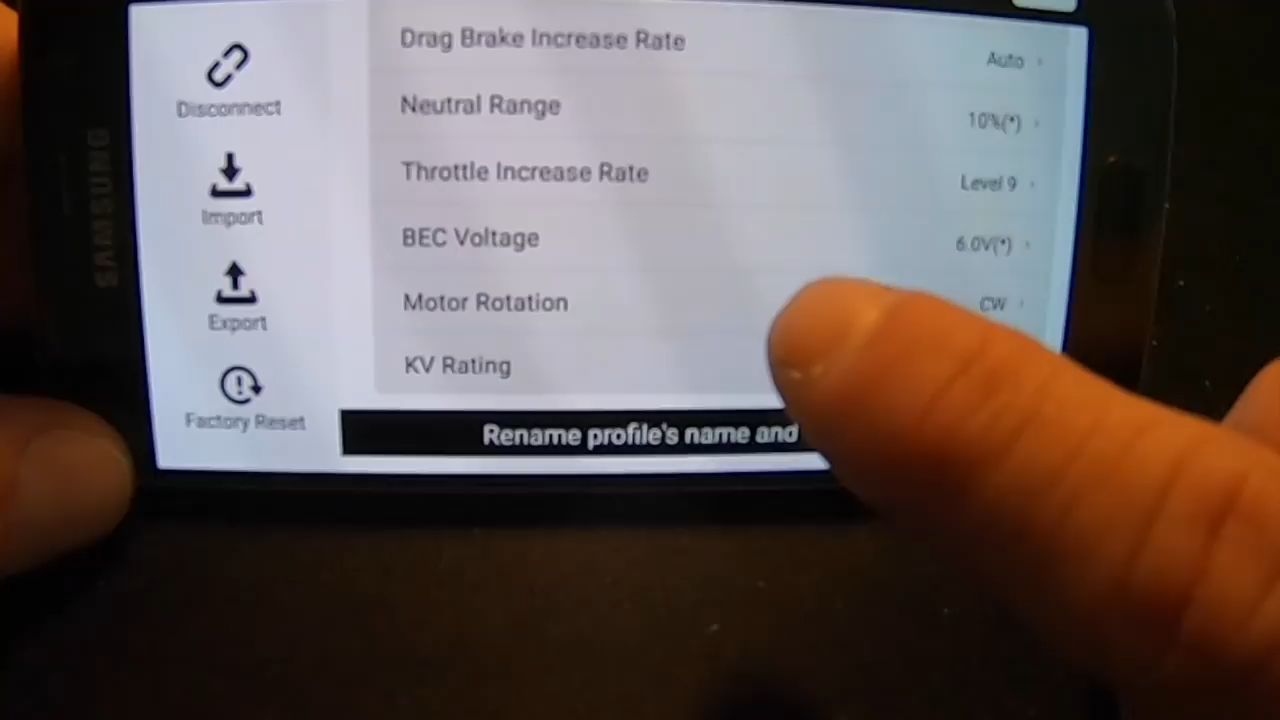 SAMSUNG
Disconnect
Import
Export
Factory Reset
Drag Brake Increase Rate
Auto
Neutral Range
10%(*)
Throttle Increase Rate
Level 9
BEC Voltage
6.0V(*)
Motor Rotation
CW
KV Rating
Rename profile's name and